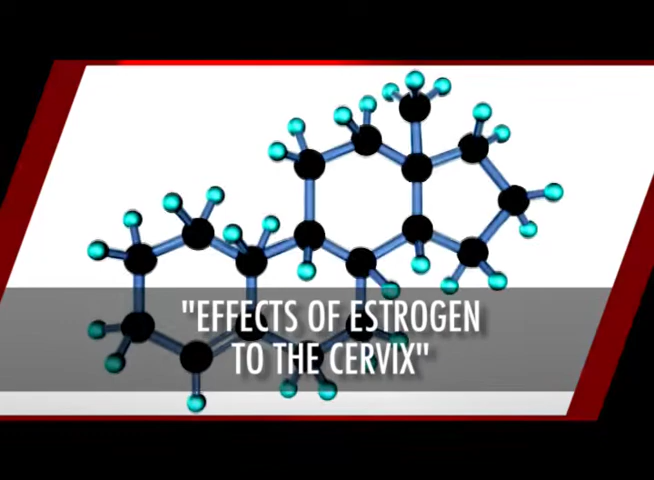 "EFFECTS OF ESTROGEN
TO THE CERVIX"